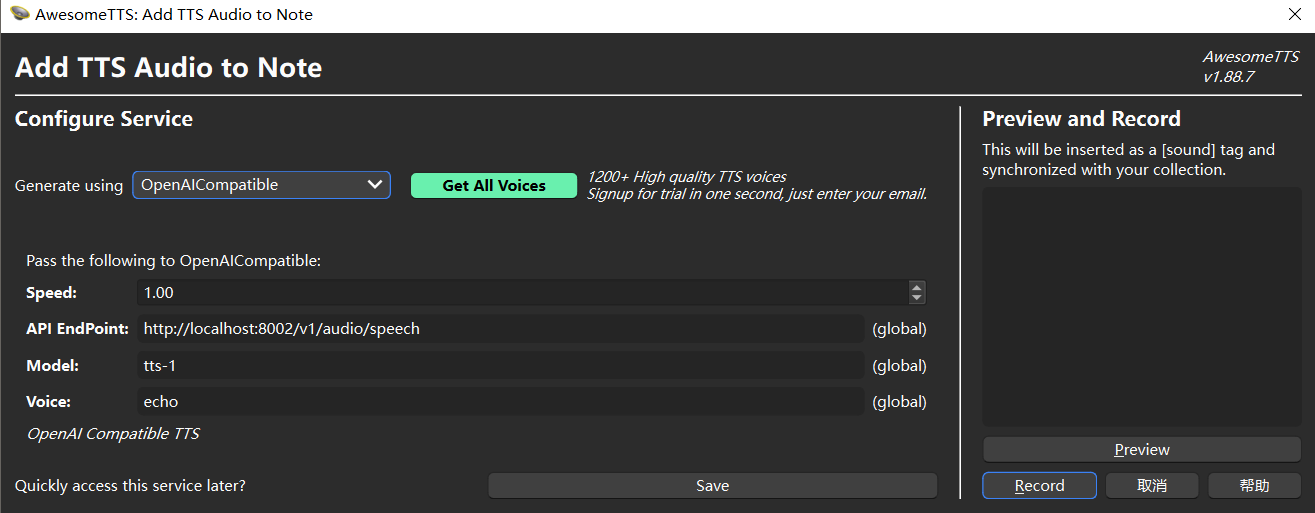 AwesomeTTS: Add TTS Audio to Note
Add TTS Audio to Note
AwesomeTTS
v1.88.7
Configure Service
Generate using
OpenAICompatible
Get All Voices
1200+ High quality TTS voices
Signup for trial in one second, just enter your email.
Pass the following to OpenAICompatible:
Speed:
1.00
API EndPoint:
http://localhost:8002/v1/audio/speech
(global)
Model:
tts-1
(global)
Voice:
echo
(global)
OpenAI Compatible TTS
Quickly access this service later?
Save
Preview and Record
This will be inserted as a [sound] tag and
synchronized with your collection.
Preview
Record
取消
帮助